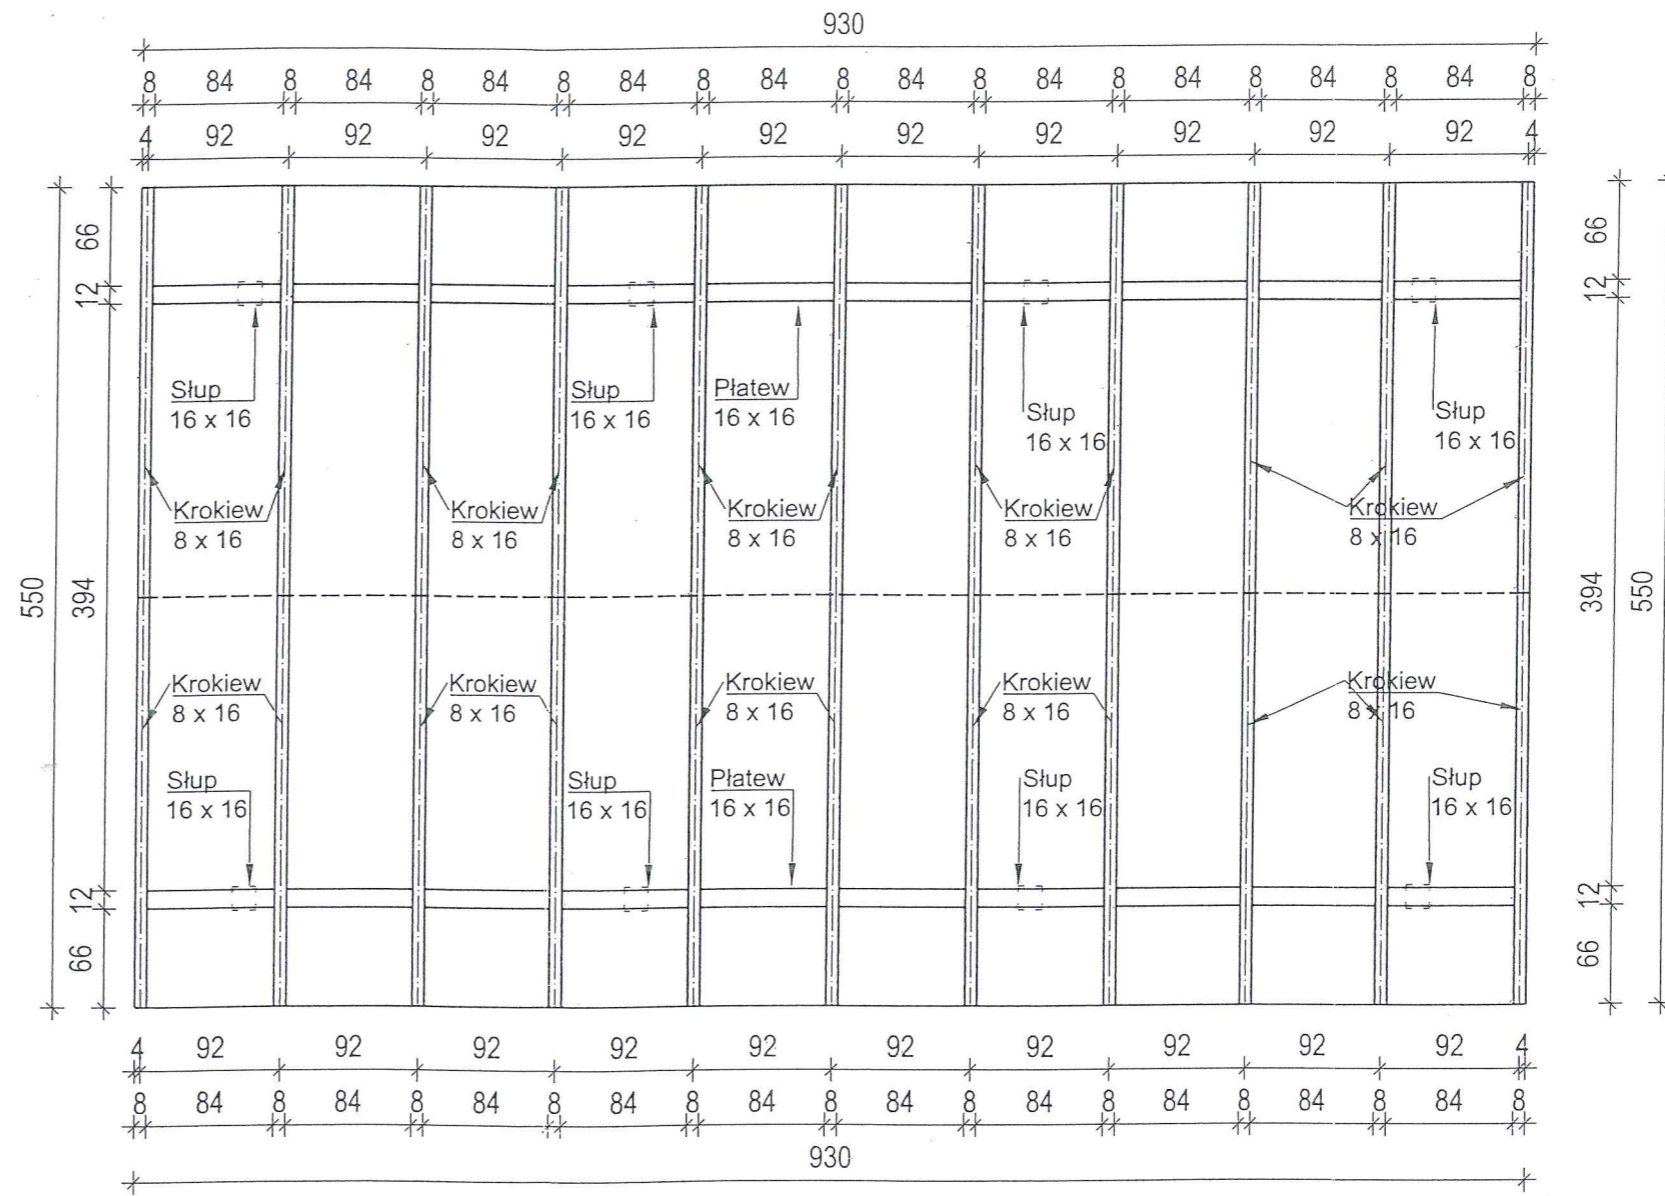 930
8 84 8 84 8 84 8 84 8 84 8 84 8 84 8 84 8 84 8 84 8
4 92 92 92 92 92 92 92 92 92 92 4
66 66
12 12
Słup Słup Płatew Słup Słup
16 x 16 16 x 16 16 x 16 16 x 16 16 x 16
Krokiew Krokiew Krokiew Krokiew Krokiew
8 x 16 8 x 16 8 x 16 8 x 16 8 x 16
550 394 394 550
Krokiew Krokiew Krokiew Krokiew Krokiew
8 x 16 8 x 16 8 x 16 8 x 16 8 x 16
Słup Słup Płatew Słup Słup
16 x 16 16 x 16 16 x 16 16 x 16 16 x 16
12 12
66 66
4 92 92 92 92 92 92 92 92 92 92 4
8 84 8 84 8 84 8 84 8 84 8 84 8 84 8 84 8 84 8 84 8
930